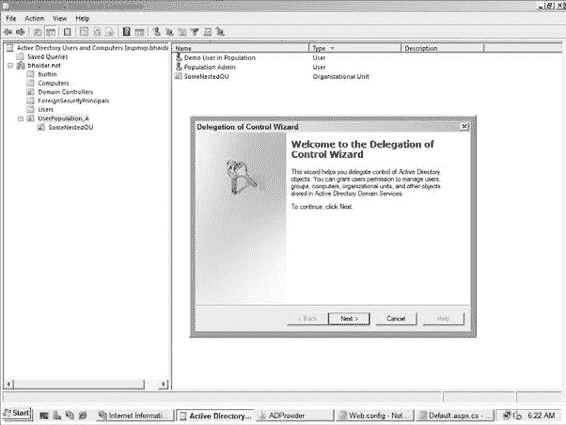 File Action View Help
Active Directory Users and Computers [aspmvp.bhaida
Saved Queries
bhaidar.net
Builtin
Computers
Domain Controllers
ForeignSecurityPrincipals
Users
UserPopulation_A
SomeNestedOU
Name Type Description
Demo User in Population User
Population Admin User
SomeNestedOU Organizational Unit
Delegation of Control Wizard
Welcome to the Delegation of
Control Wizard
This wizard helps you delegate control of Active Directory
objects. You can grant users permission to manage users,
groups, computers, organizational units, and other objects
stored in Active Directory Domain Services.
To continue, click Next.
< Back Next > Cancel Help
Start Internet Informati... Active Directory... ADProvider Web.config - Not... Default.aspx.cs - ... 6:22 AM